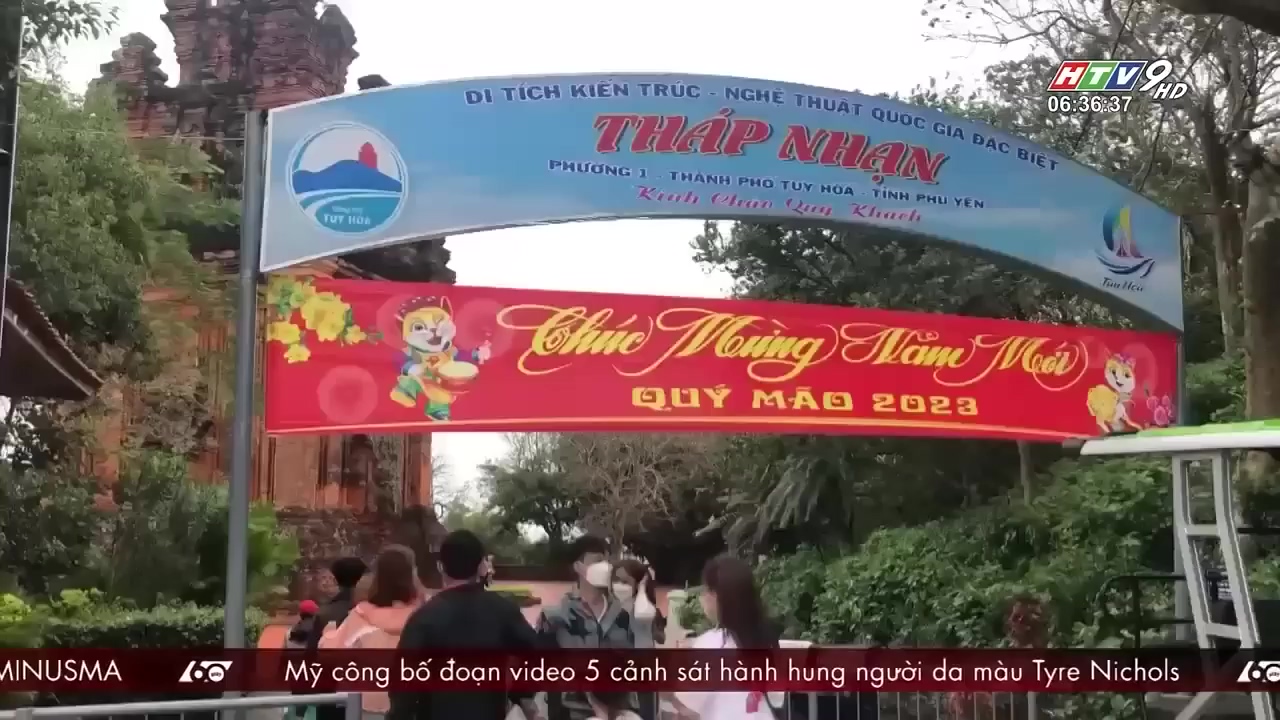 HTV9 HD
06:36:37
DI TÍCH KIẾN TRÚC - NGHỆ THUẬT QUỐC GIA ĐẶC BIỆT
THÁP NHẠN
PHƯỜNG 1 - THÀNH PHỐ TUY HÒA - TỈNH PHÚ YÊN
Kính Chào Quý Khách
TUY HÒA
Chúc Mừng Năm Mới
QUÝ MÃO 2023
MINUSMA
60 giây
Mỹ công bố đoạn video 5 cảnh sát hành hung người da màu Tyre Nichols